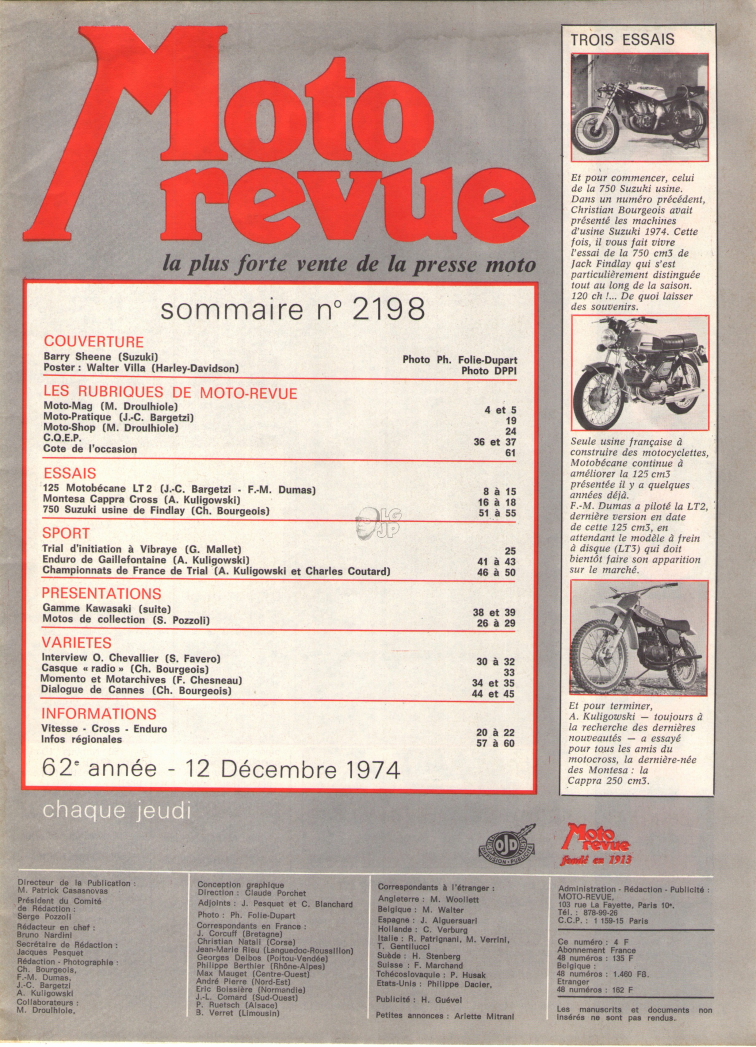 Moto
revue
la plus forte vente de la presse moto
sommaire n° 2198
COUVERTURE
Barry Sheene (Suzuki) Photo Ph. Folie-Dupart
Poster : Walter Villa (Harley-Davidson) Photo DPPI
LES RUBRIQUES DE MOTO-REVUE
Moto-Mag (M. Droulhiole) 4 et 5
Moto-Pratique (J.-C. Bargetzi) 19
Moto-Shop (M. Droulhiole) 24
C.Q.E.P. 36 et 37
Cote de l'occasion 61
ESSAIS
125 Motobécane LT 2 (J.-C. Bargetzi - F.-M. Dumas) 8 à 15
Montesa Cappra Cross (A. Kuligowski) 16 à 18
750 Suzuki usine de Findlay (Ch. Bourgeois) 51 à 55
LG
JP
SPORT
Trial d'initiation à Vibraye (G. Mallet) 25
Enduro de Gaillefontaine (A. Kuligowski) 41 à 43
Championnats de France de Trial (A. Kuligowski et Charles Coutard) 46 à 50
PRESENTATIONS
Gamme Kawasaki (suite) 38 et 39
Motos de collection (S. Pozzoli) 26 à 29
VARIETES
Interview O. Chevallier (S. Favero) 30 à 32
Casque « radio » (Ch. Bourgeois) 33
Momento et Motarchives (F. Chesneau) 34 et 35
Dialogue de Cannes (Ch. Bourgeois) 44 et 45
INFORMATIONS
Vitesse - Cross - Enduro 20 à 22
Infos régionales 57 à 60
62e année - 12 Décembre 1974
chaque jeudi
TROIS ESSAIS
Et pour commencer, celui
de la 750 Suzuki usine.
Dans un numéro précédent,
Christian Bourgeois avait
présenté les machines
d'usine Suzuki 1974. Cette
fois, il vous fait vivre
l'essai de la 750 cm3 de
Jack Findlay qui s'est
particulièrement distinguée
tout au long de la saison.
120 ch !... De quoi laisser
des souvenirs.
Seule usine française à
construire des motocyclettes,
Motobécane continue à
améliorer la 125 cm3
présentée il y a quelques
années déjà.
F.-M. Dumas a piloté la LT2,
dernière version en date
de cette 125 cm3, en
attendant le modèle à frein
à disque (LT3) qui doit
bientôt faire son apparition
sur le marché.
Et pour terminer,
A. Kuligowski — toujours à
la recherche des dernières
nouveautés — a essayé
pour tous les amis du
motocross, la dernière-née
des Montesa : la
Cappra 250 cm3.
OJD
DIFFUSION
Moto
revue
fondé en 1913
Directeur de la Publication :
M. Patrick Casasnovas
Président du Comité
de Rédaction :
Serge Pozzoli
Rédacteur en chef :
Bruno Nardini
Secrétaire de Rédaction :
Jacques Pesquet
Rédaction - Photographie :
Ch. Bourgeois,
F.-M. Dumas,
J.-C. Bargetzi
A. Kuligowski
Collaborateurs :
M. Droulhiole,
Conception graphique
Direction : Claude Porchet
Adjoints : J. Pesquet et C. Blanchard
Photo : Ph. Folie-Dupart
Correspondants en France :
J. Corcuff (Bretagne)
Christian Natali (Corse)
Jean-Marie Rieu (Languedoc-Roussillon)
Georges Delbos (Poitou-Vendée)
Philippe Berthier (Rhône-Alpes)
Max Mauget (Centre-Ouest)
André Pierre (Nord-Est)
Eric Boissière (Normandie)
J.-L. Comard (Sud-Ouest)
P. Ruetsch (Alsace)
B. Verret (Limousin)
Correspondants à l'étranger :
Angleterre : M. Woollett
Belgique : M. Walter
Espagne : J. Alguersuari
Hollande : C. Verburg
Italie : R. Patrignani, M. Verrini,
T. Gentilucci
Suède : H. Stenberg
Suisse : F. Marchand
Tchécoslovaquie : P. Husak
Etats-Unis : Philippe Dacier,
Publicité : H. Guével
Petites annonces : Arlette Mitrani
Administration - Rédaction - Publicité :
MOTO-REVUE,
103 rue La Fayette, Paris 10e.
Tél. : 878-99-26
C.C.P. : 1 159-15 Paris
Ce numéro : 4 F
Abonnement France
48 numéros : 135 F
Belgique :
48 numéros : 1.460 FB.
Etranger
48 numéros : 162 F
Les manuscrits et documents non
insérés ne sont pas rendus.